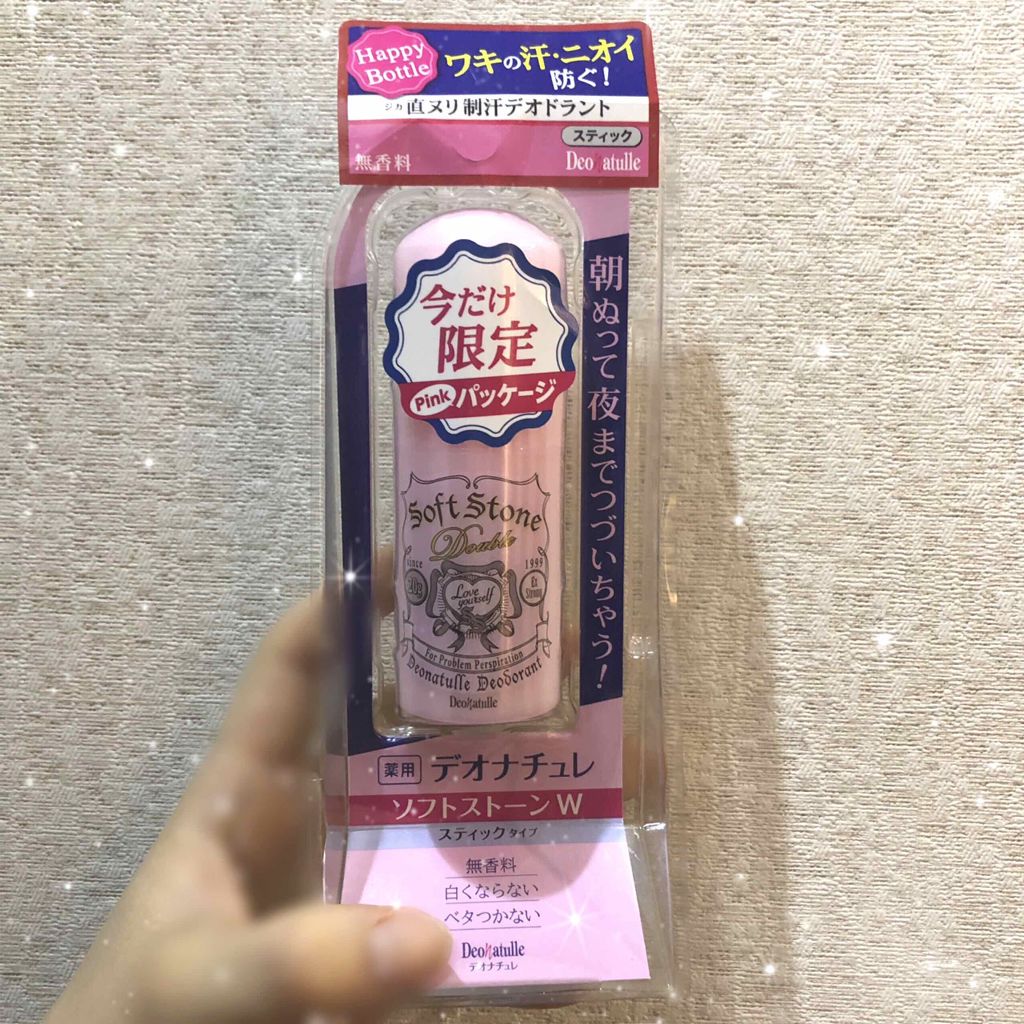 Happy
Bottle
ワキの汗・ニオイ
防ぐ!
ジカ
直ヌリ制汗デオドラント
スティック
無香料
Deonatulle
今だけ
限定
Pinkパッケージ
朝ぬって夜までつづいちゃう!
Soft Stone
Double
since
1999
20g
Ex
Strong
Love
yourself
For Problem Perspiration
Deonatulle Deodorant
Deonatulle
薬用 デオナチュレ
ソフトストーンW
スティックタイプ
無香料
白くならない
ベタつかない
Deonatulle
デオナチュレ